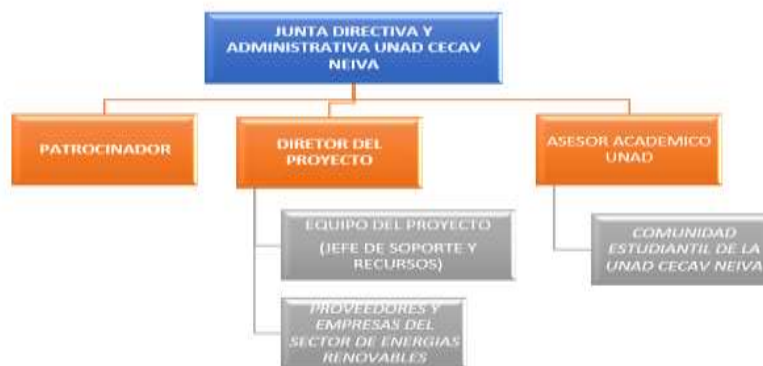 JUNTA DIRECTIVA Y
ADMINISTRATIVA UNAD CECAV
NEIVA
PATROCINADOR
DIRETOR DEL
PROYECTO
ASESOR ACADEMICO
UNAD
EQUIPO DEL PROYECTO
(JEFE DE SOPORTE Y
RECURSOS)
COMUNIDAD
ESTUDIANTIL DE LA
UNAD CECAV NEIVA
PROVEEDORES Y
EMPRESAS DEL
SECTOR DE ENERGIAS
RENOVABLES